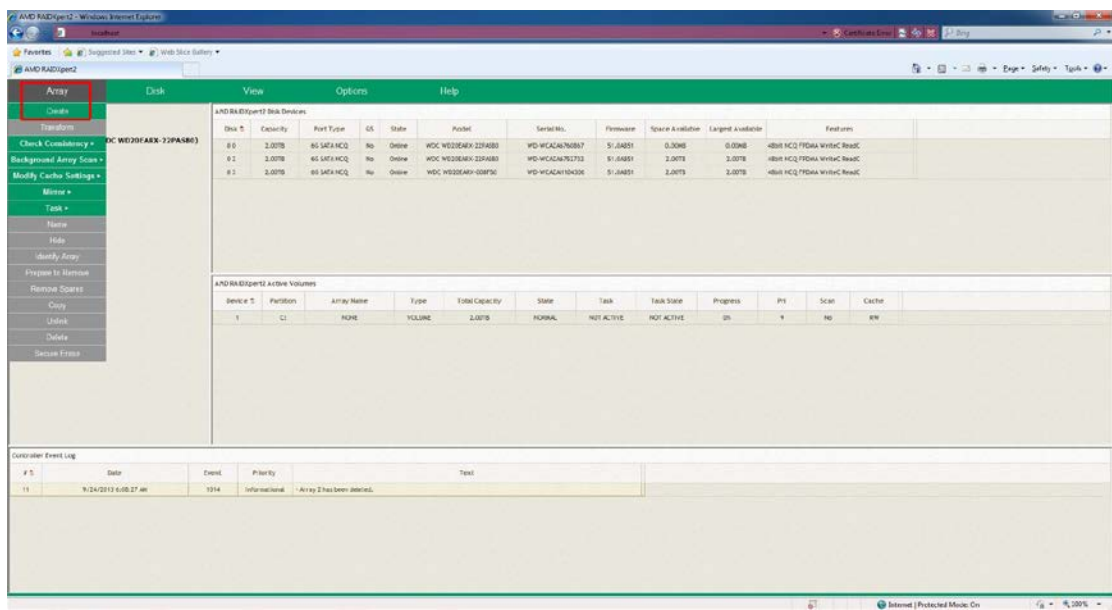 AMD RAIDXpert2 - Windows Internet Explorer
localhost Certificate Error Bing
Favorites Suggested Sites Web Slice Gallery
AMD RAIDXpert2 Page Safety Tools
Array Disk View Options Help
Create
Transform
Check Consistency
Background Array Scan
Modify Cache Settings
Mirror
Task
Name
Hide
Identify Array
Prepare to Remove
Remove Spares
Copy
Unlink
Delete
Secure Erase
DC WD20EARX-22PASB0)
AMD RAIDXpert2 Disk Devices
Disk Capacity Port Type GS State Model Serial No. Firmware Space Available Largest Available Features
# 0 2.00TB 6G SATA NCQ No Online WDC WD20EARX-22PASB0 51.0AB51 0.00MB 0.00MB 48Bit NCQ FPDMA WriteC ReadC
# 2 2.00TB 6G SATA NCQ No Online WDC WD20EARX-22PASB0 51.0AB51 2.00TB 2.00TB 48Bit NCQ FPDMA WriteC ReadC
2.00TB 6G SATA NCQ No Online 51.0AB51 2.00TB 2.00TB 48Bit NCQ FPDMA WriteC ReadC
AMD RAIDXpert2 Active Volumes
Device Partition Array Name Type Total Capacity State Task Task State Progress Pri Scan Cache
1 NONE VOLUME 2.00TB NORMAL NOT ACTIVE NOT ACTIVE 0% 9 No RW
Controller Event Log
# Date Event Priority Text
11 9/24/2013 6:08:27 AM 1014 Informational - Array 2 has been deleted.
Internet | Protected Mode: On 100%